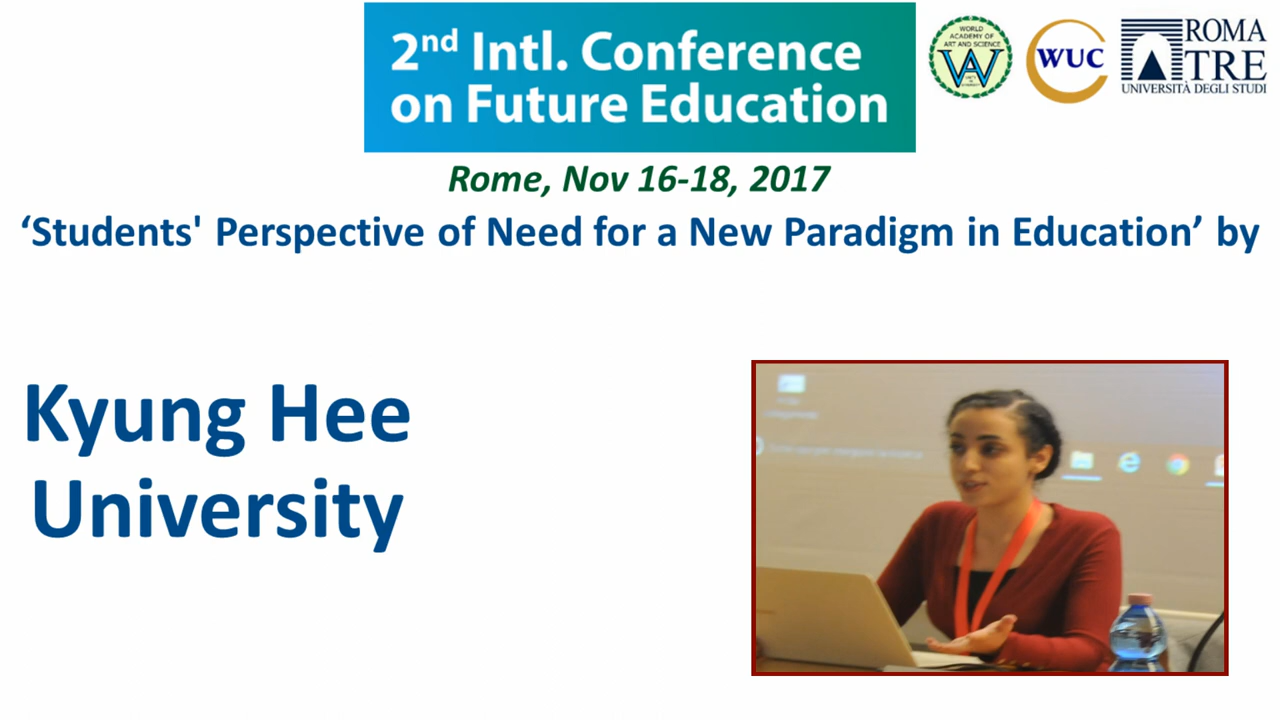 2nd Intl. Conference
on Future Education
WORLD
ACADEMY OF
ART AND SCIENCE
WUC
ROMA
TRE
UNIVERSITÀ DEGLI STUDI
Rome, Nov 16-18, 2017
‘Students' Perspective of Need for a New Paradigm in Education’ by
Kyung Hee
University